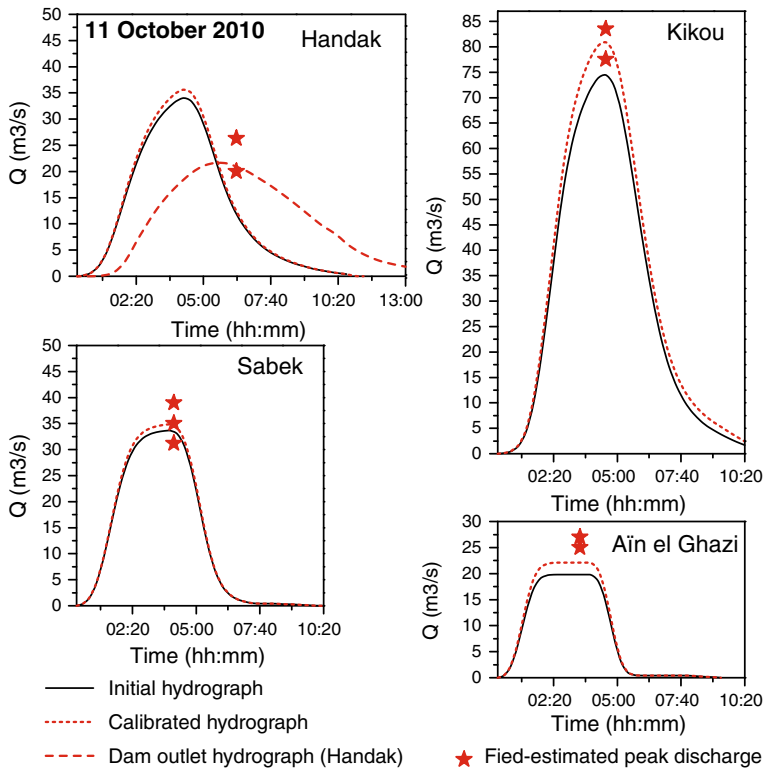 11 October 2010
Handak
Q (m3/s)
50
45
40
35
30
25
20
15
10
5
0
02:20 05:00 07:40 10:20 13:00
Time (hh:mm)
Kikou
Q (m3/s)
85
80
75
70
65
60
55
50
45
40
35
30
25
20
15
10
5
0
02:20 05:00 07:40 10:20
Time (hh:mm)
Sabek
Q (m3/s)
50
45
40
35
30
25
20
15
10
5
0
02:20 05:00 07:40 10:20
Time (hh:mm)
Aïn el Ghazi
Q (m3/s)
30
25
20
15
10
5
0
02:20 05:00 07:40 10:20
Time (hh:mm)
Initial hydrograph
Calibrated hydrograph
Dam outlet hydrograph (Handak)
Fied-estimated peak discharge